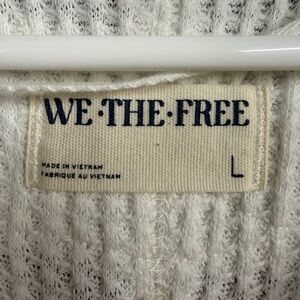 WE·THE·FREE
MADE IN VIETNAM
FABRIQUÉ AU VIETNAM
L